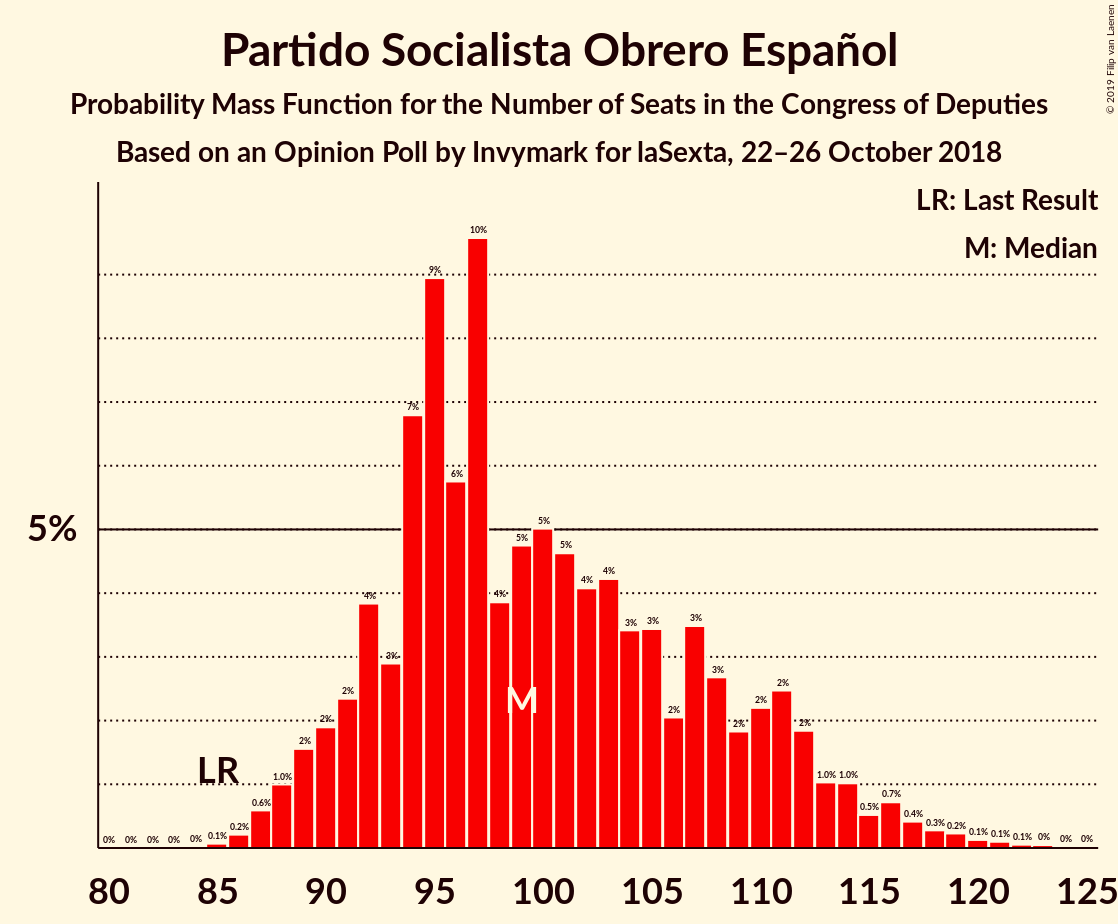 Partido Socialista Obrero Español
Probability Mass Function for the Number of Seats in the Congress of Deputies
Based on an Opinion Poll by Invymark for laSexta, 22–26 October 2018
© 2019 Filip van Laenen
LR: Last Result
M: Median
5%
LR
M
0% 0% 0% 0% 0% 0.1% 0.2% 0.6% 1.0% 2% 2% 2% 4% 3% 7% 9% 6% 10% 4% 5% 5% 5% 4% 4% 3% 3% 2% 3% 3% 2% 2% 2% 2% 1.0% 1.0% 0.5% 0.7% 0.4% 0.3% 0.2% 0.1% 0.1% 0.1% 0% 0% 0%
80 85 90 95 100 105 110 115 120 125